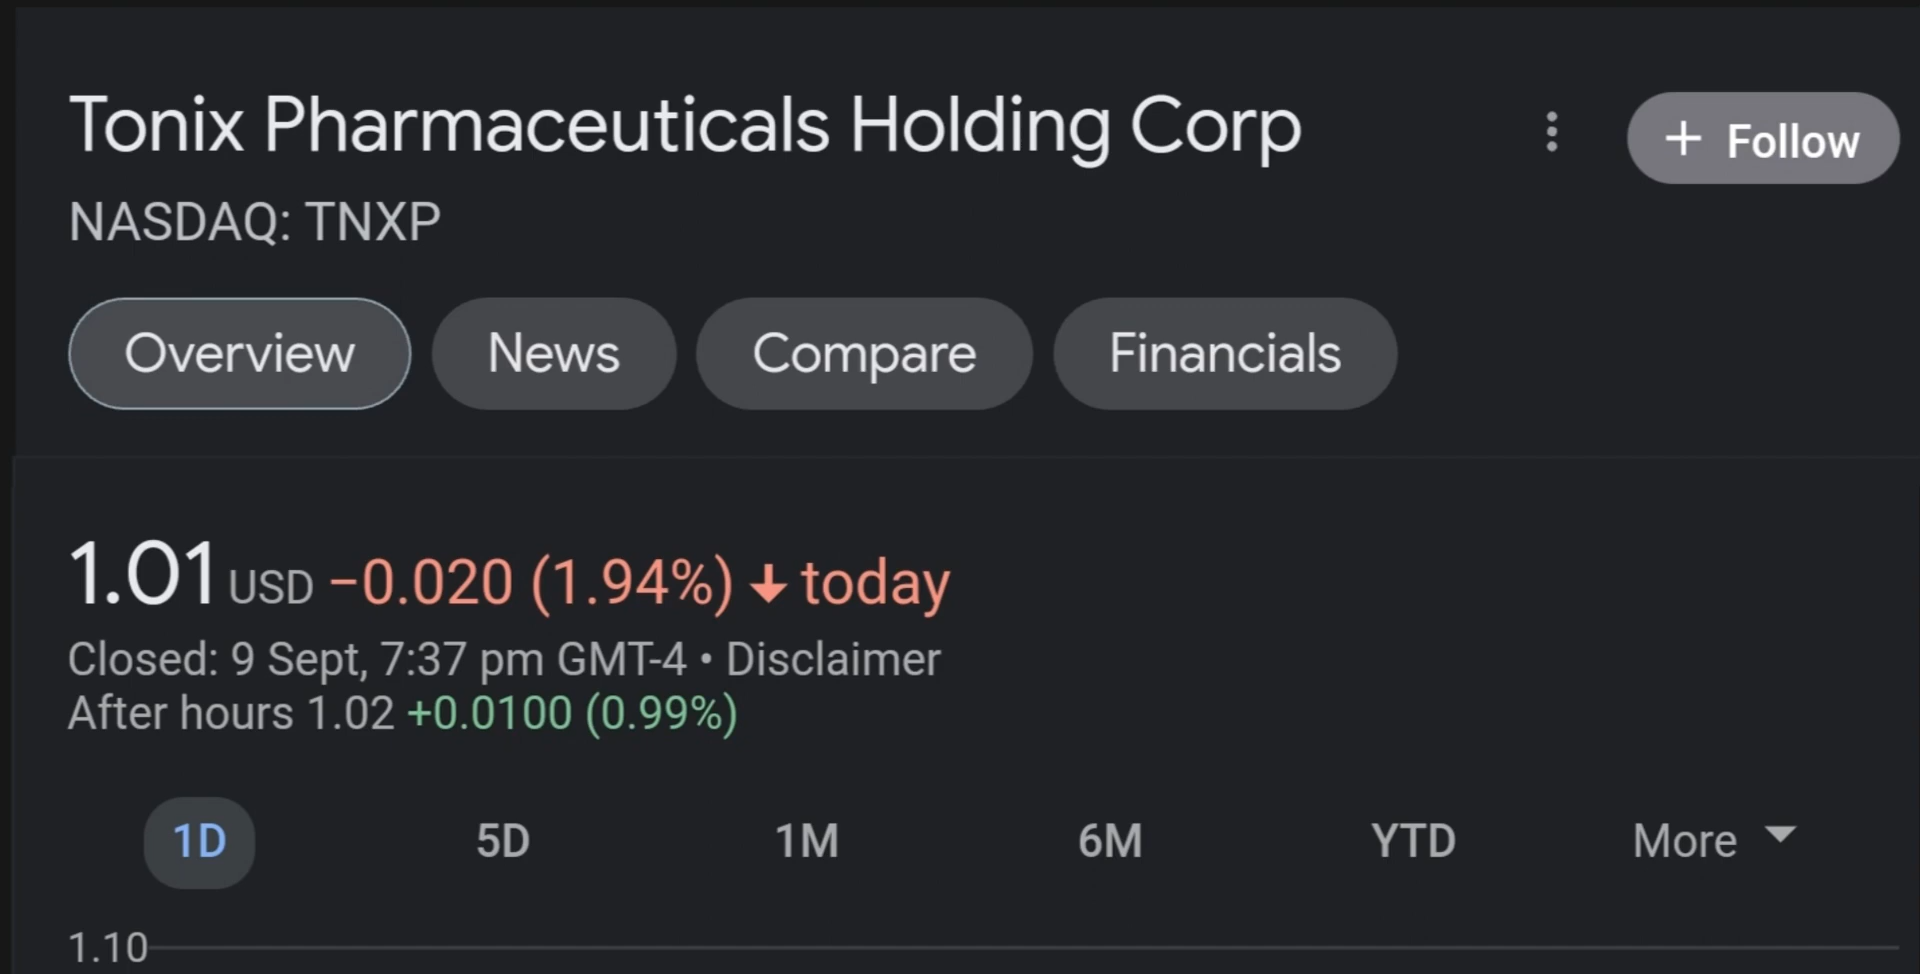 Tonix Pharmaceuticals Holding Corp
+ Follow
NASDAQ: TNXP
Overview News Compare Financials
1.01 USD −0.020 (1.94%) ↓ today
Closed: 9 Sept, 7:37 pm GMT-4 • Disclaimer
After hours 1.02 +0.0100 (0.99%)
1D 5D 1M 6M YTD More
1.10